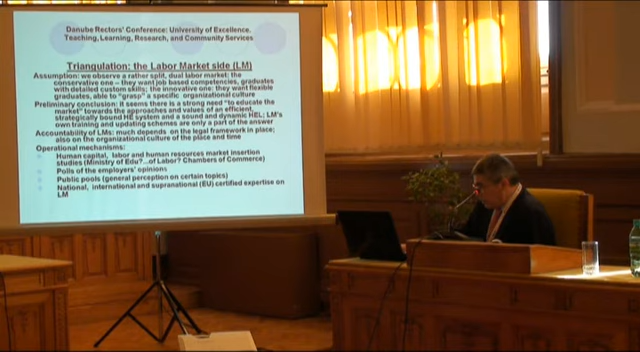 Danube Rectors' Conference: University of Excellence.
Teaching, Learning, Research, and Community Services
Triangulation: the Labor Market side (LM)
Assumption: we observe a rather split, dual labor market: the
conservative one – they want job based competencies, graduates
with detailed custom skills; the innovative one: they want flexible
graduates, able to "grasp" a specific organizational culture
Preliminary conclusion: it seems there is a strong need "to educate the
market" towards the approaches and values of an efficient,
strategically bound HE system and a sound and dynamic HEL; LM's
own training and updating schemes are only a part of the answer
Accountability of LMs: much depends on the legal framework in place;
also on the organizational culture of the place and time
Operational mechanisms:
Human capital, labor and human resources market insertion
studies (Ministry of Edu?...of Labor? Chambers of Commerce)
Polls of the employers' opinions
Public pools (general perception on certain topics)
National, international and supranational (EU) certified expertise on
LM